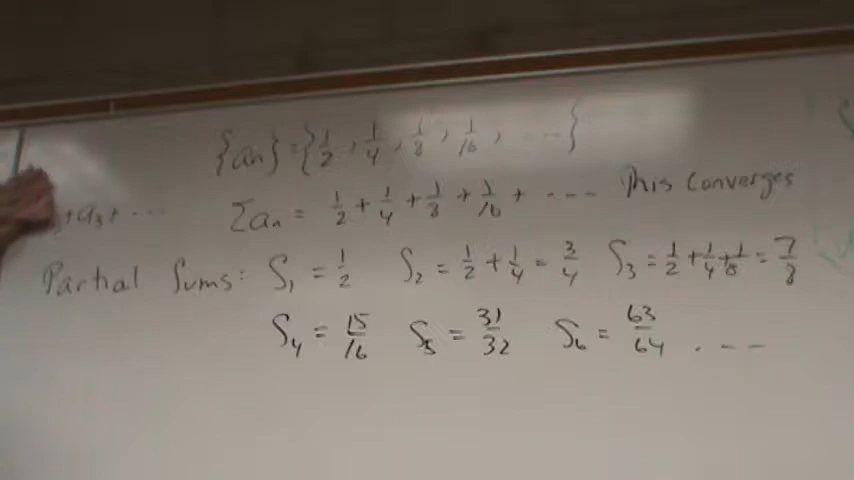 {an} = {1/2, 1/4, 1/8, 1/16, ....}
+ a3 + ...
Σan = 1/2 + 1/4 + 1/8 + 1/16 + .... This Converges
Partial Sums: S1 = 1/2 S2 = 1/2 + 1/4 = 3/4 S3 = 1/2 + 1/4 + 1/8 = 7/8
S4 = 15/16 S5 = 31/32 S6 = 63/64 ....